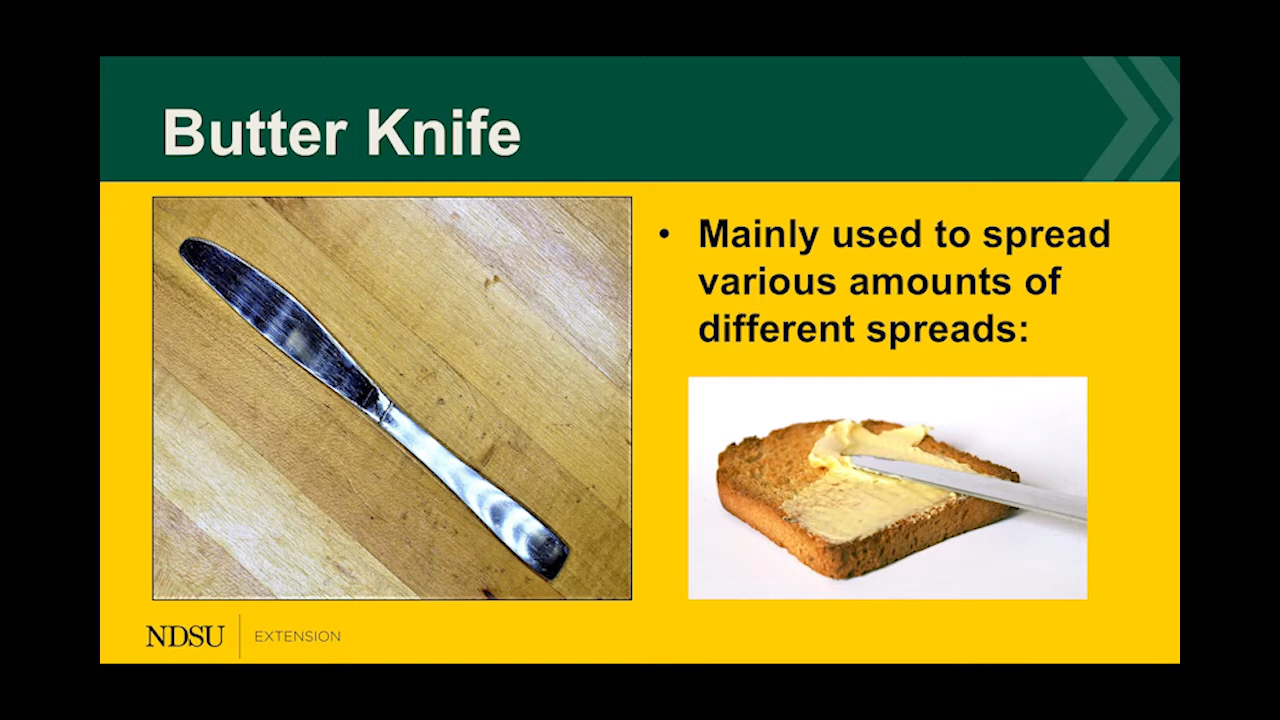 Butter Knife
• Mainly used to spread
various amounts of
different spreads:
NDSU EXTENSION